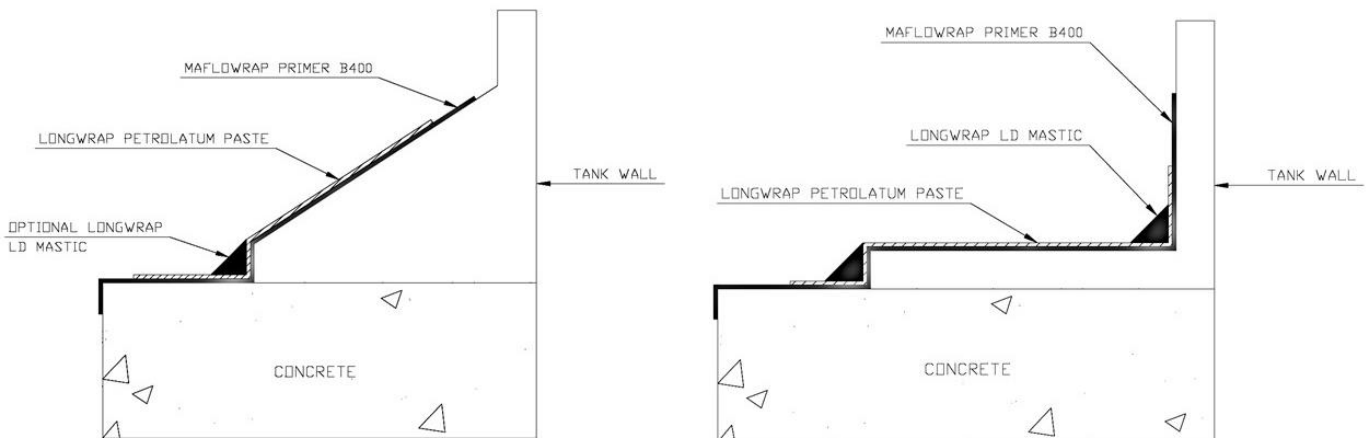 MAFLOWRAP PRIMER B400
LONGWRAP PETROLATUM PASTE
TANK WALL
OPTIONAL LONGWRAP
LD MASTIC
CONCRETE
MAFLOWRAP PRIMER B400
LONGWRAP LD MASTIC
TANK WALL
LONGWRAP PETROLATUM PASTE
CONCRETE